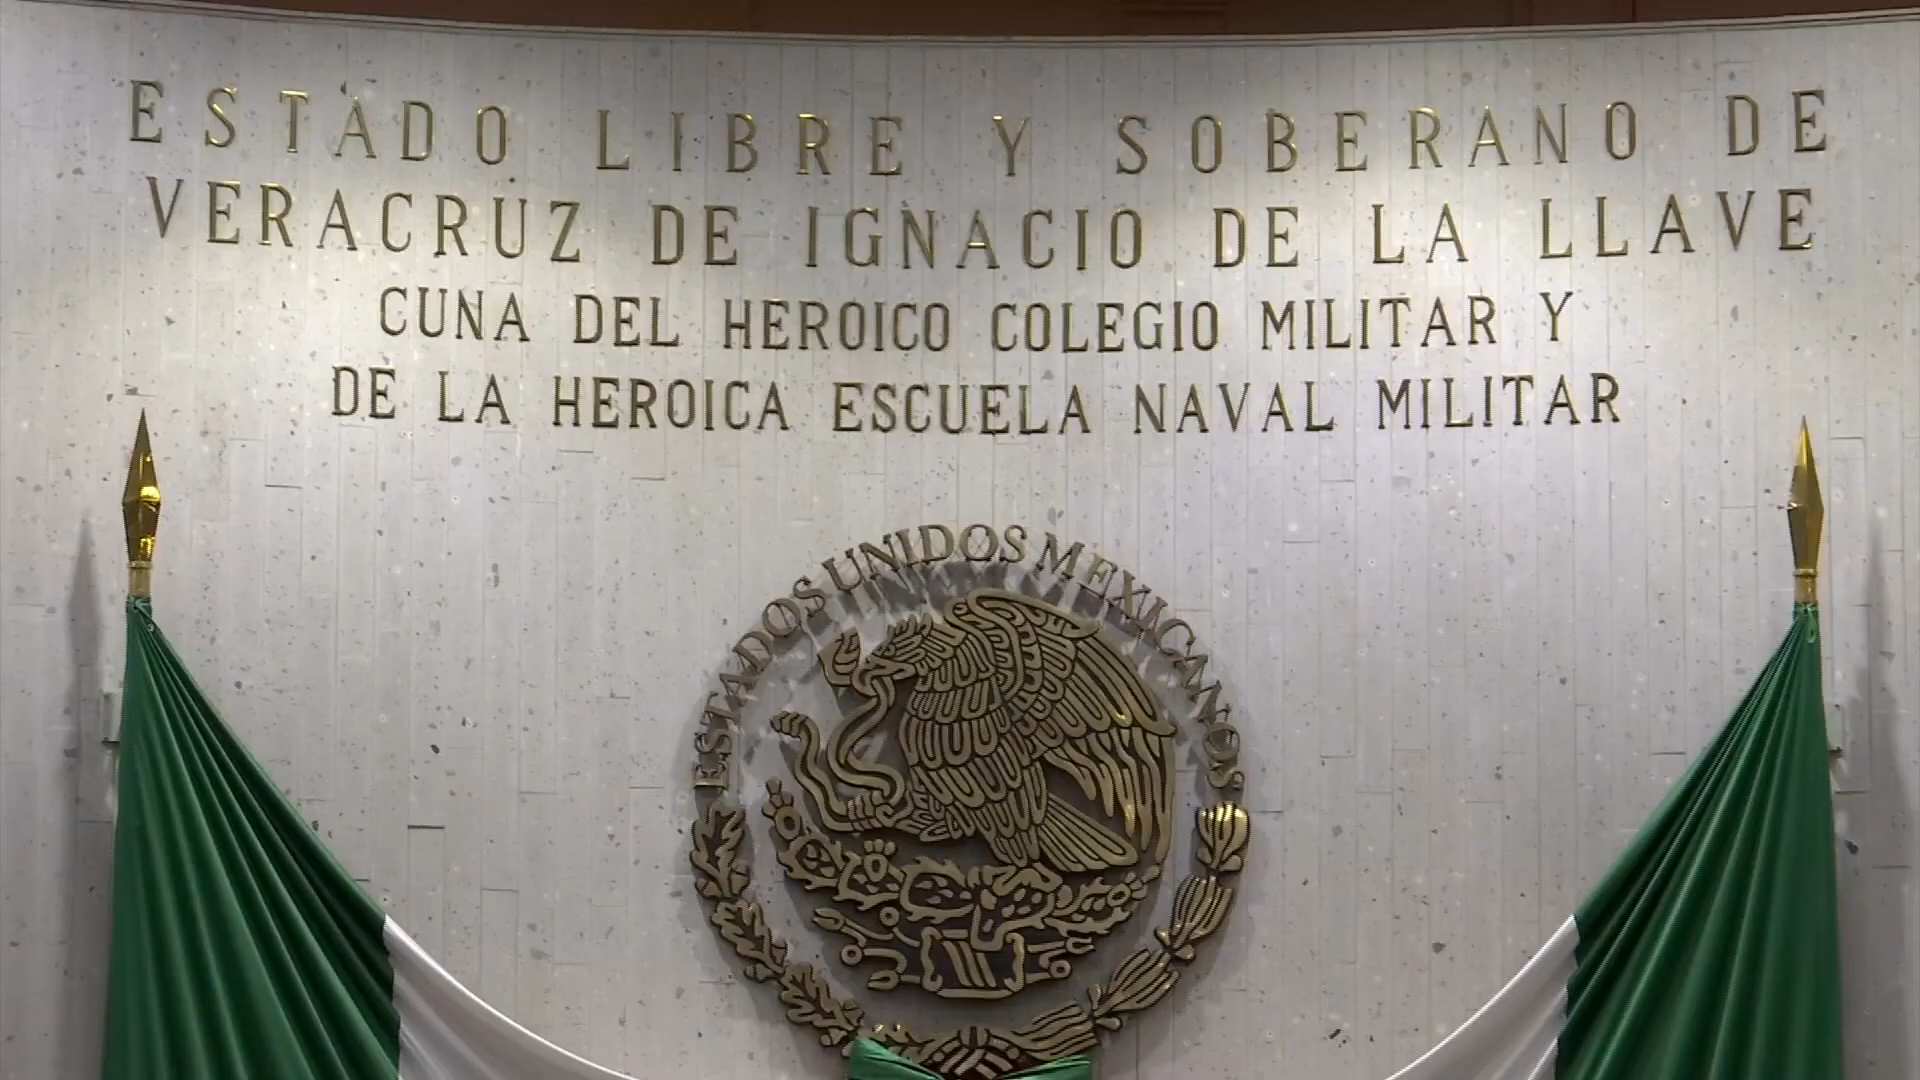 ESTADO LIBRE Y SOBERANO DE
VERACRUZ DE IGNACIO DE LA LLAVE
CUNA DEL HEROICO COLEGIO MILITAR Y
DE LA HEROICA ESCUELA NAVAL MILITAR
ESTADOS UNIDOS MEXICANOS